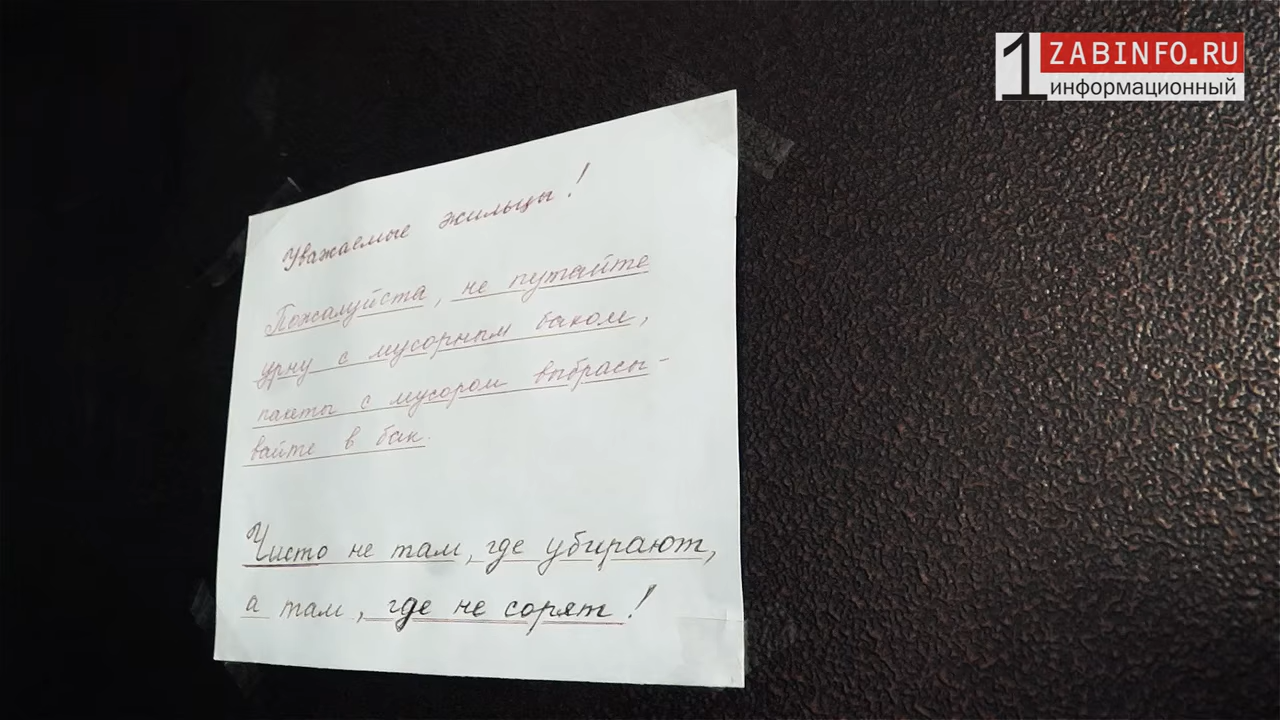 1 ZABINFO.RU
информационный
Уважаемые жильцы!
Пожалуйста, не путайте
урну с мусорным баком,
пакеты с мусором выбрасы-
вайте в бак.
Чисто не там, где убирают,
а там, где не сорят!